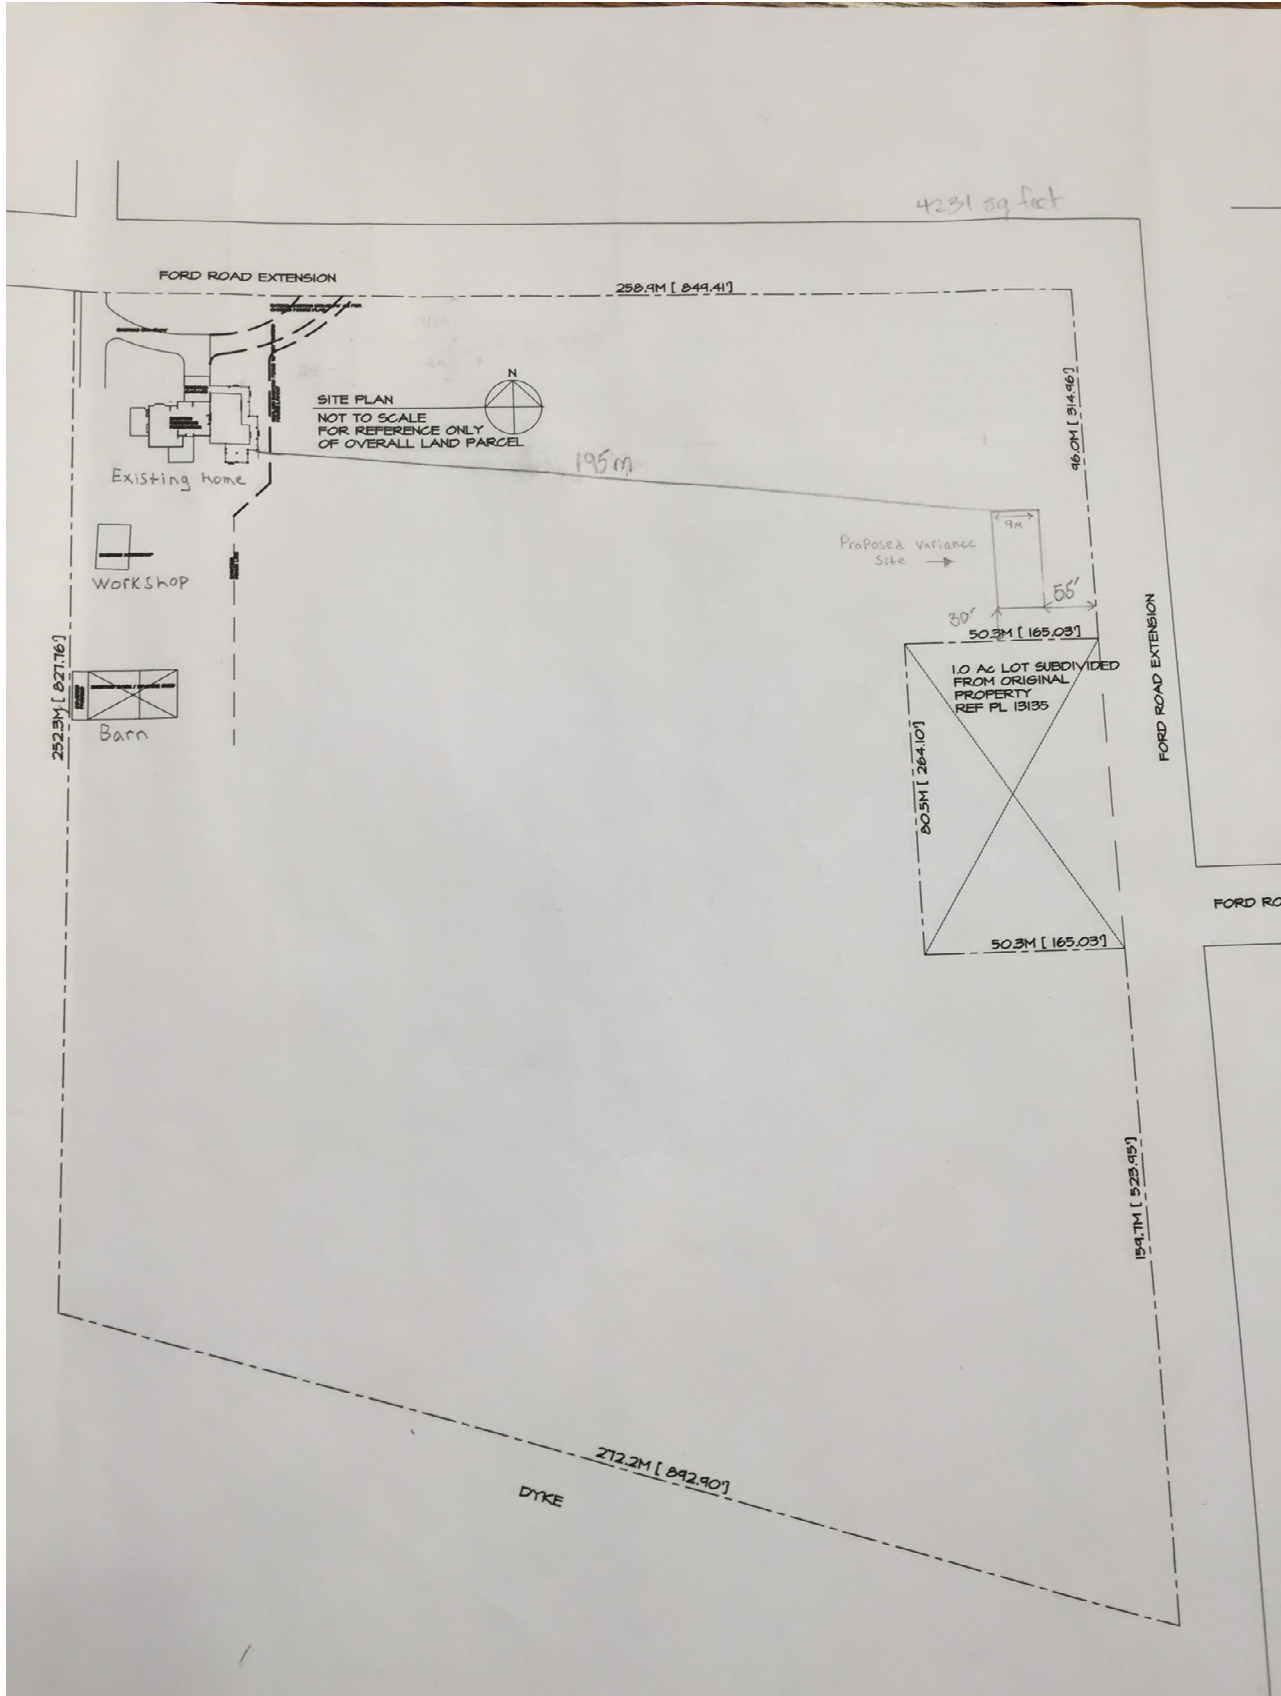 4231 sq feet
FORD ROAD EXTENSION
258.9M [ 849.41']
96.0M [ 314.96']
N
SITE PLAN
NOT TO SCALE
FOR REFERENCE ONLY
OF OVERALL LAND PARCEL
195m
Existing home
9M
Proposed variance
Site
55'
30'
Workshop
50.3M [ 165.03']
1.0 Ac LOT SUBDIVIDED
FROM ORIGINAL
PROPERTY
REF PL 13135
FORD ROAD EXTENSION
252.3M [ 827.76']
Barn
80.5M [ 264.10']
FORD RO
50.3M [ 165.03']
159.7M [ 523.95']
272.2M [ 892.90']
DYKE